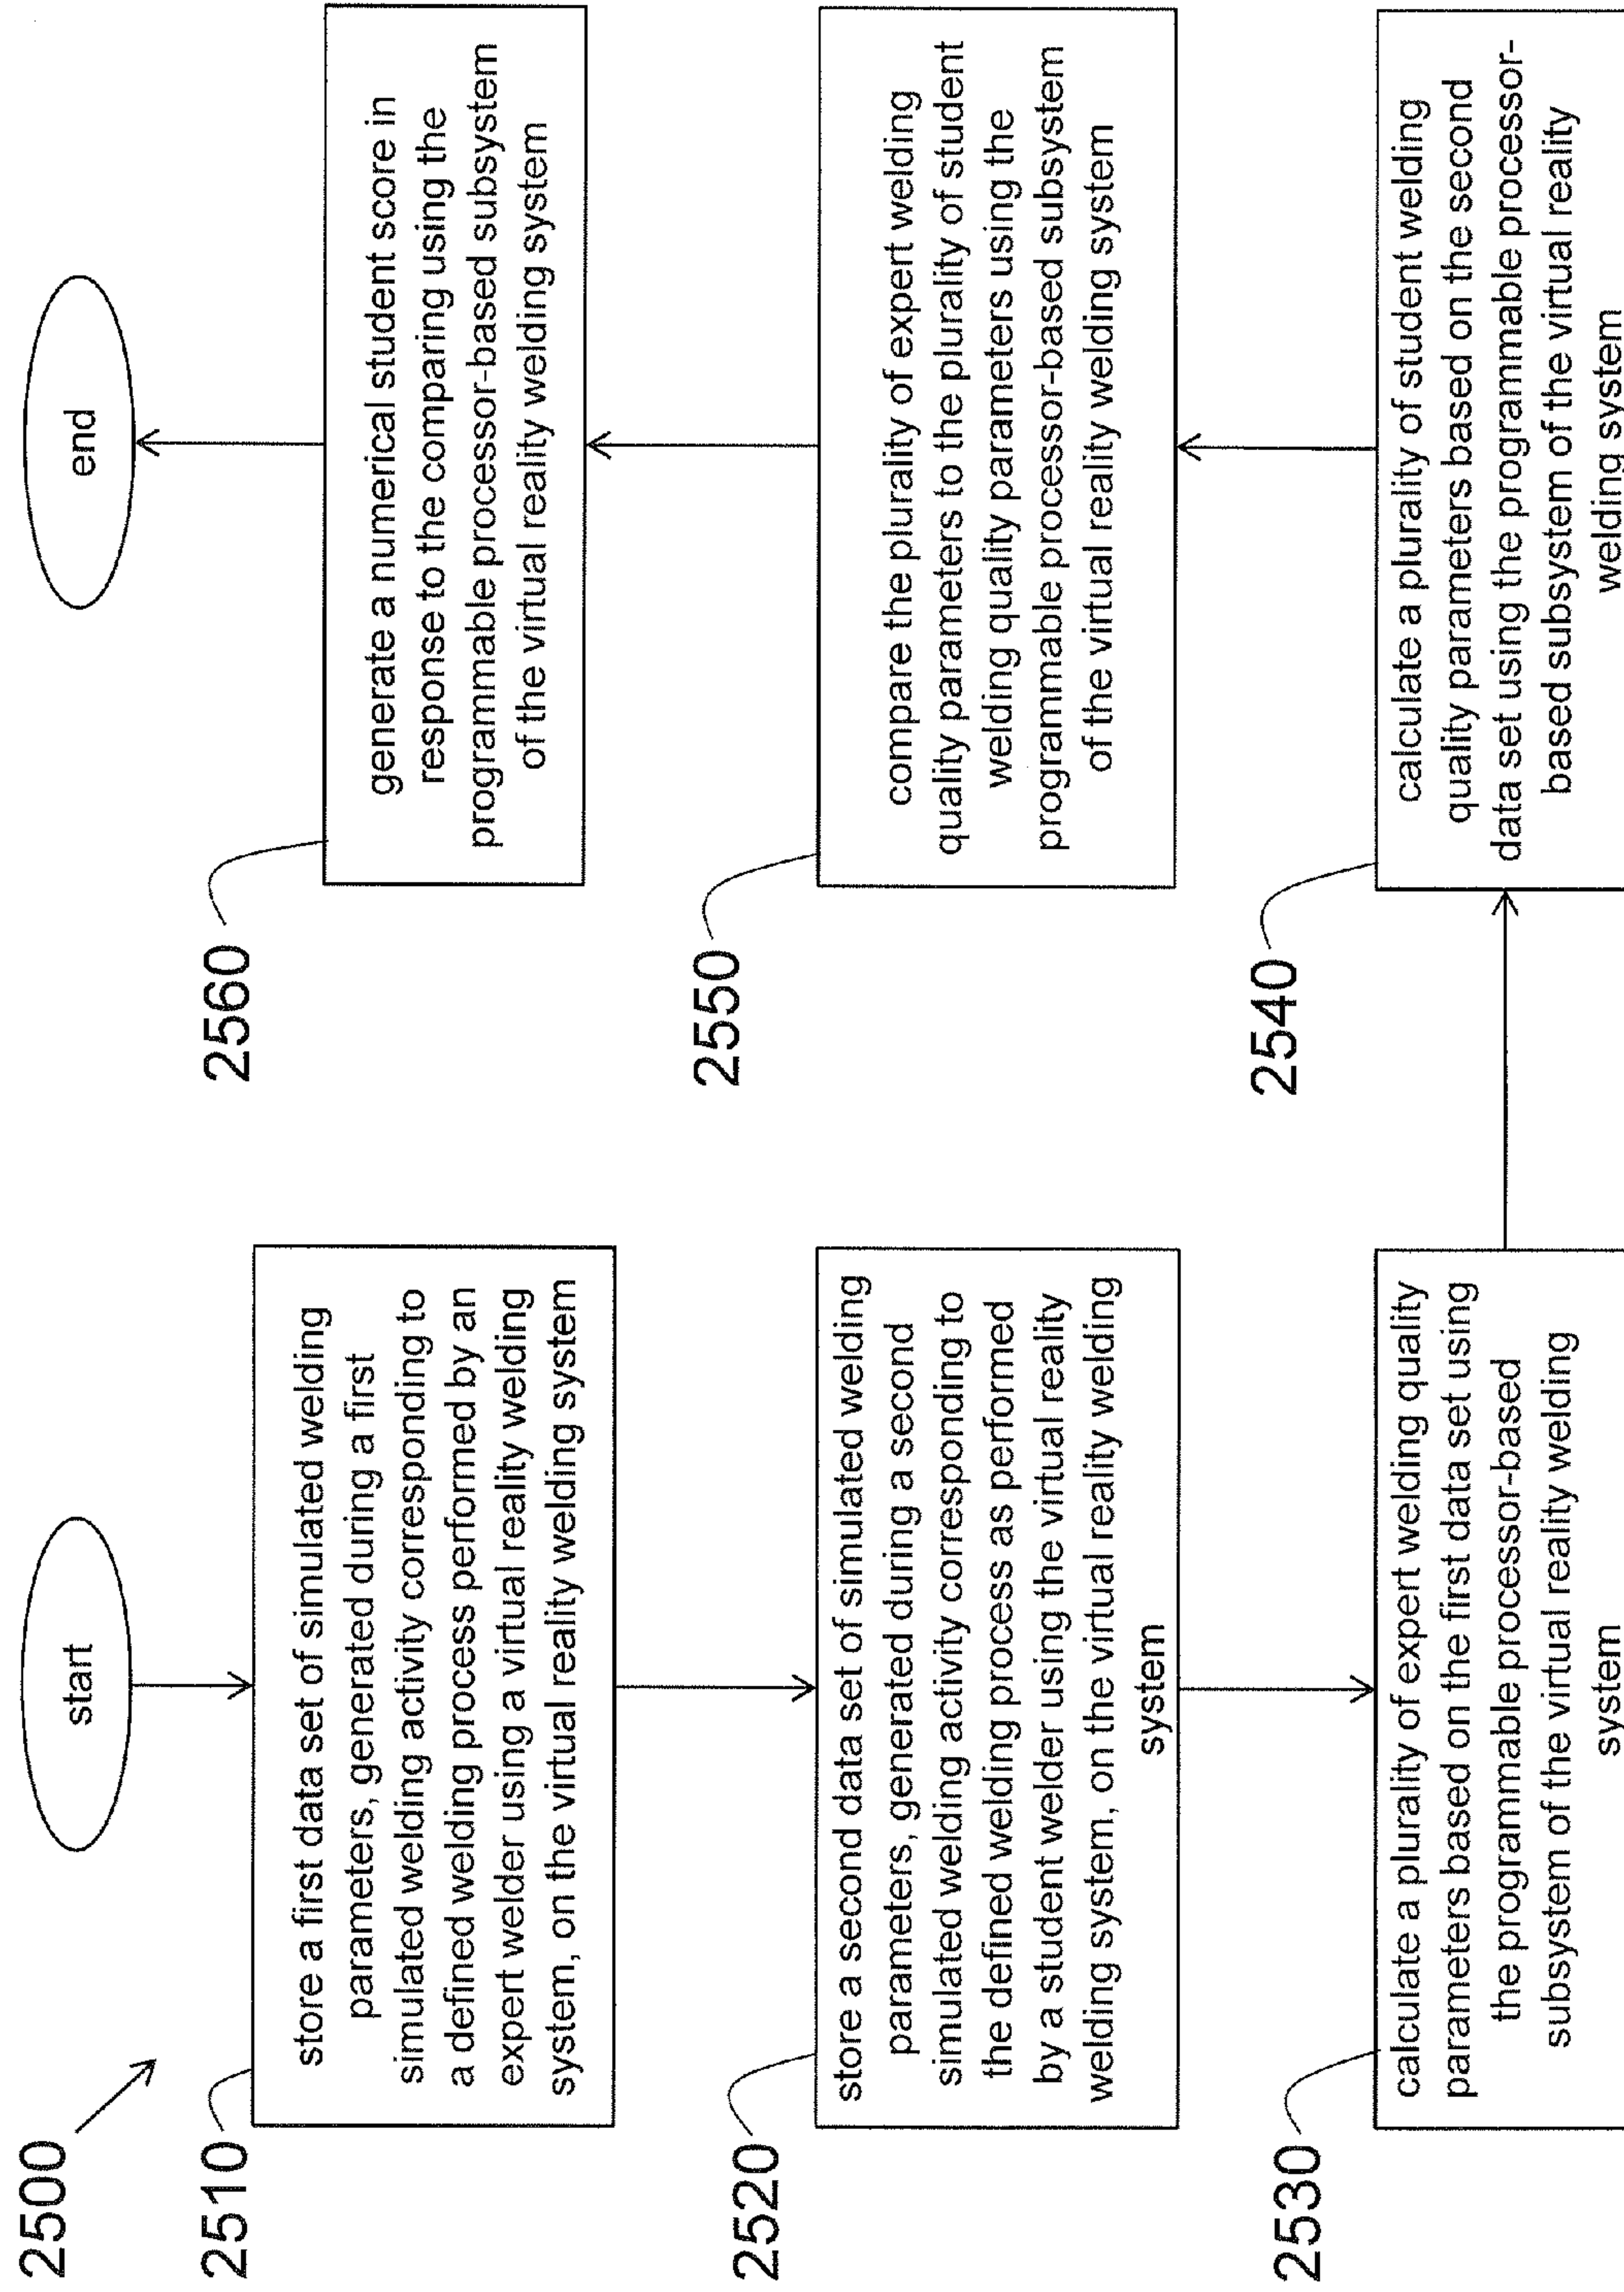 2500
start
2510
store a first data set of simulated welding
parameters, generated during a first
simulated welding activity corresponding to
a defined welding process performed by an
expert welder using a virtual reality welding
system, on the virtual reality welding system
2520
store a second data set of simulated welding
parameters, generated during a second
simulated welding activity corresponding to
the defined welding process as performed
by a student welder using the virtual reality
welding system, on the virtual reality welding
system
2530
calculate a plurality of expert welding quality
parameters based on the first data set using
the programmable processor-based
subsystem of the virtual reality welding
system
2540
calculate a plurality of student welding
quality parameters based on the second
data set using the programmable processor-
based subsystem of the virtual reality
welding system
2550
compare the plurality of expert welding
quality parameters to the plurality of student
welding quality parameters using the
programmable processor-based subsystem
of the virtual reality welding system
2560
generate a numerical student score in
response to the comparing using the
programmable processor-based subsystem
of the virtual reality welding system
end